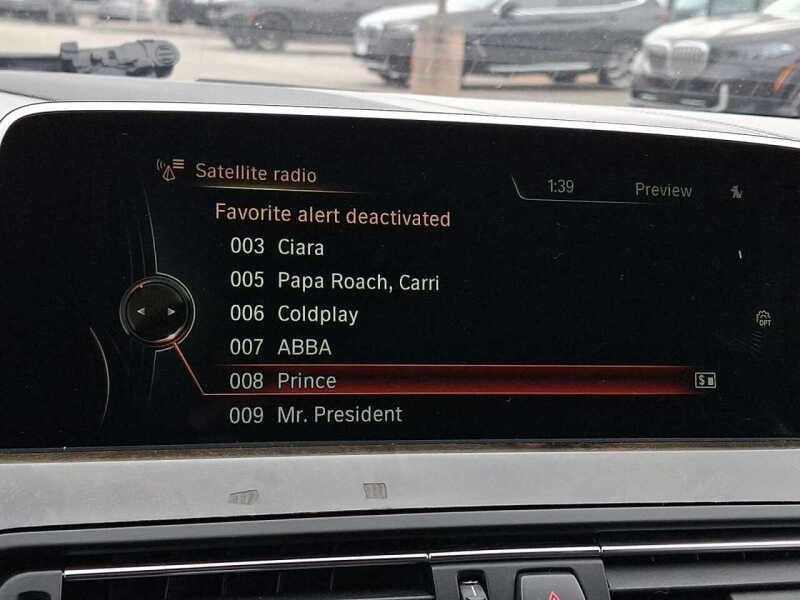 Satellite radio
1:39 Preview
Favorite alert deactivated
003 Ciara
005 Papa Roach, Carri
006 Coldplay
007 ABBA
008 Prince $
009 Mr. President
OPT